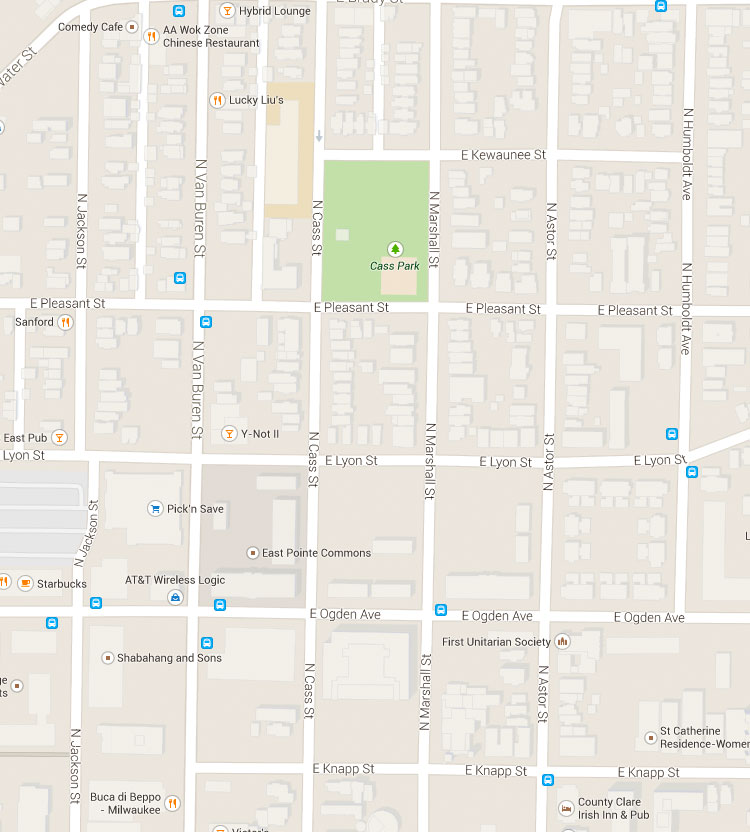 E Brady St
Hybrid Lounge
Comedy Cafe
AA Wok Zone
Chinese Restaurant
Water St
Lucky Liu's
E Kewaunee St
N Humboldt Ave
N Van Buren St
N Jackson St
N Cass St
N Marshall St
N Astor St
Cass Park
N Humboldt Ave
E Pleasant St
E Pleasant St
E Pleasant St
E Pleasant St
Sanford
N Van Buren St
Y-Not II
East Pub
Lyon St
N Cass St
N Marshall St
N Astor St
E Lyon St
E Lyon St
E Lyon St
N Jackson St
Pick'n Save
East Pointe Commons
Starbucks
AT&T Wireless Logic
E Ogden Ave
E Ogden Ave
E Ogden Ave
First Unitarian Society
Shabahang and Sons
N Cass St
N Marshall St
N Astor St
N Jackson St
St Catherine
Residence-Women
E Knapp St
E Knapp St
E Knapp St
Buca di Beppo
- Milwaukee
County Clare
Irish Inn & Pub